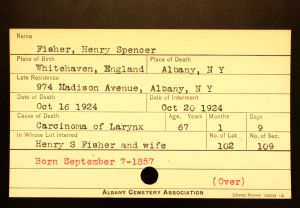 Name
Fisher, Henry Spencer
Place of Birth Place of Death
Whitehaven, England Albany, N Y
Late Residence
974 Madison Avenue, Albany, N Y
Date of Death Date of Interment
Oct 16 1924 Oct 20 1924
Cause of Death Age, Years Months Days
Carcinoma of Larynx 67 1 9
In Whose Lot Interred No. of Lot No. of Sec.
Henry S Fisher and wife 102 109
Born September 7-1857
(Over)
Albany Cemetery Association